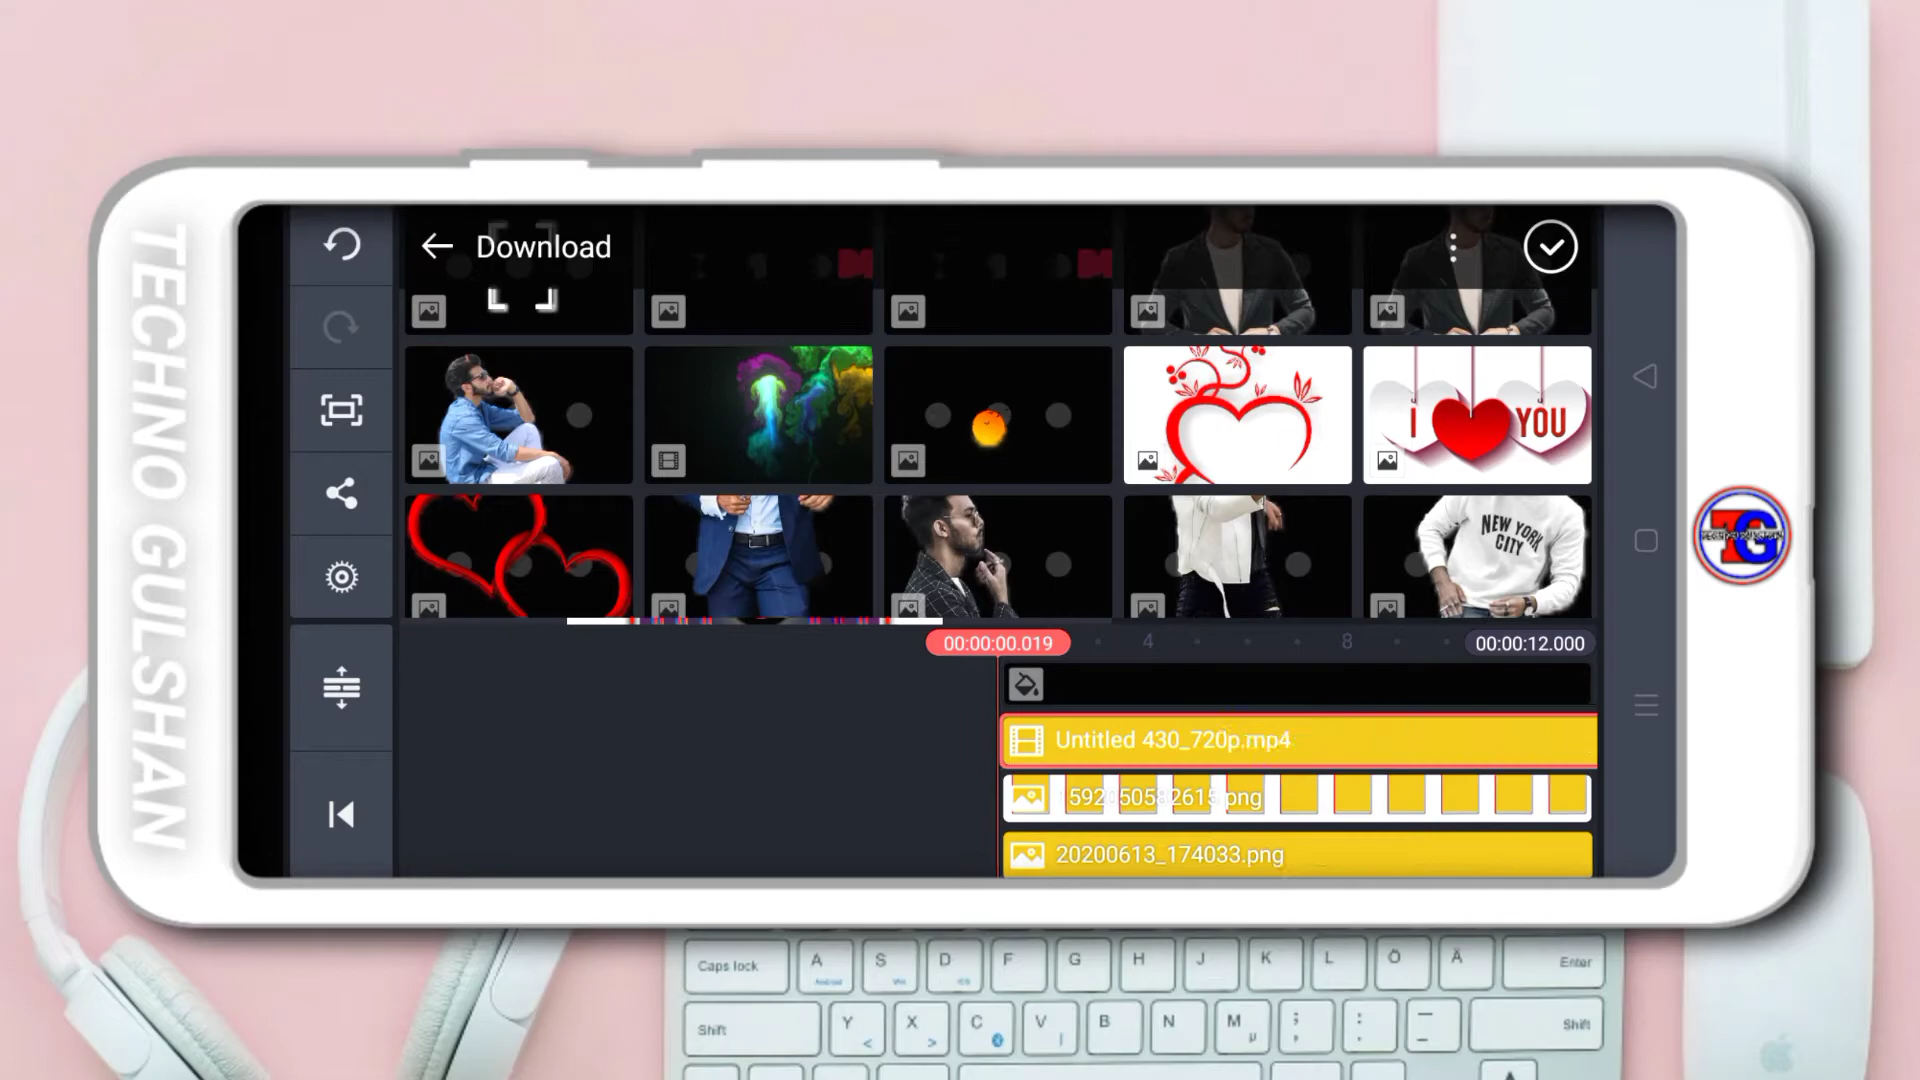 TECHNO GULSHAN
Download
I
YOU
NEW YORK
CITY
00:00:00.019
4
8
00:00:12.000
Untitled 430_720p.mp4
20200613_174033.png
TG
Caps lock
A
S
D
F
G
H
J
K
L
Ö
Ä
Enter
Shift
Y
X
C
V
B
N
M
Shift